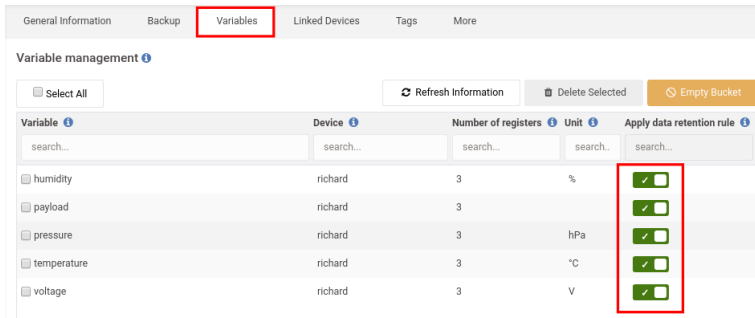 General Information Backup Variables Linked Devices Tags More
Variable management
Select All Refresh Information Delete Selected Empty Bucket
Variable Device Number of registers Unit Apply data retention rule
search... search... search... search.. search...
humidity richard 3 %
payload richard 3
pressure richard 3 hPa
temperature richard 3 °C
voltage richard 3 V